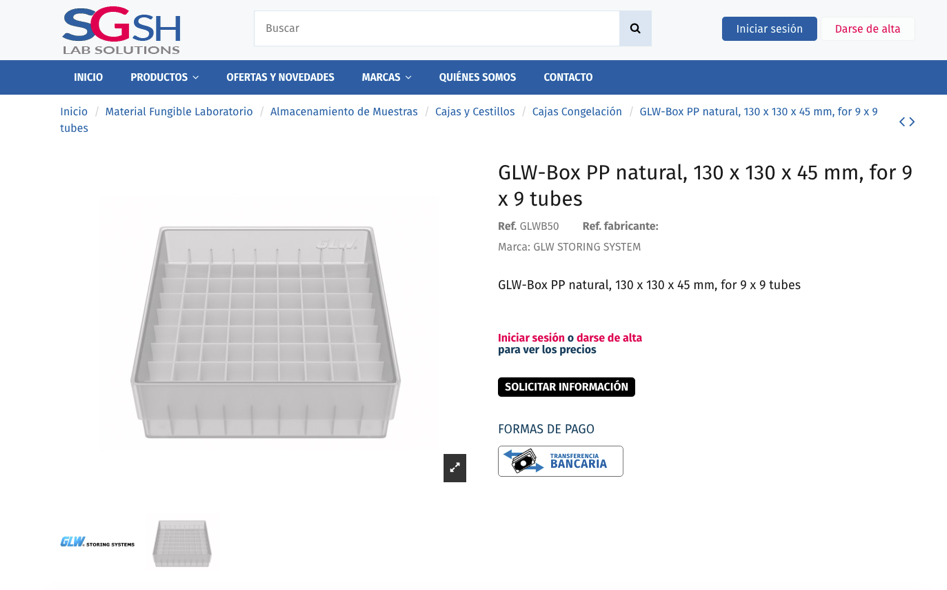 SGSH
LAB SOLUTIONS
Buscar
Iniciar sesión
Darse de alta
INICIO
PRODUCTOS
OFERTAS Y NOVEDADES
MARCAS
QUIÉNES SOMOS
CONTACTO
Inicio / Material Fungible Laboratorio / Almacenamiento de Muestras / Cajas y Cestillos / Cajas Congelación / GLW-Box PP natural, 130 x 130 x 45 mm, for 9 x 9
tubes
GLW-Box PP natural, 130 x 130 x 45 mm, for 9
x 9 tubes
Ref. GLWB50 Ref. fabricante:
Marca: GLW STORING SYSTEM
GLW-Box PP natural, 130 x 130 x 45 mm, for 9 x 9 tubes
Iniciar sesión o darse de alta
para ver los precios
SOLICITAR INFORMACIÓN
FORMAS DE PAGO
TRANSFERENCIA
BANCARIA
GLW
GLW STORING SYSTEMS